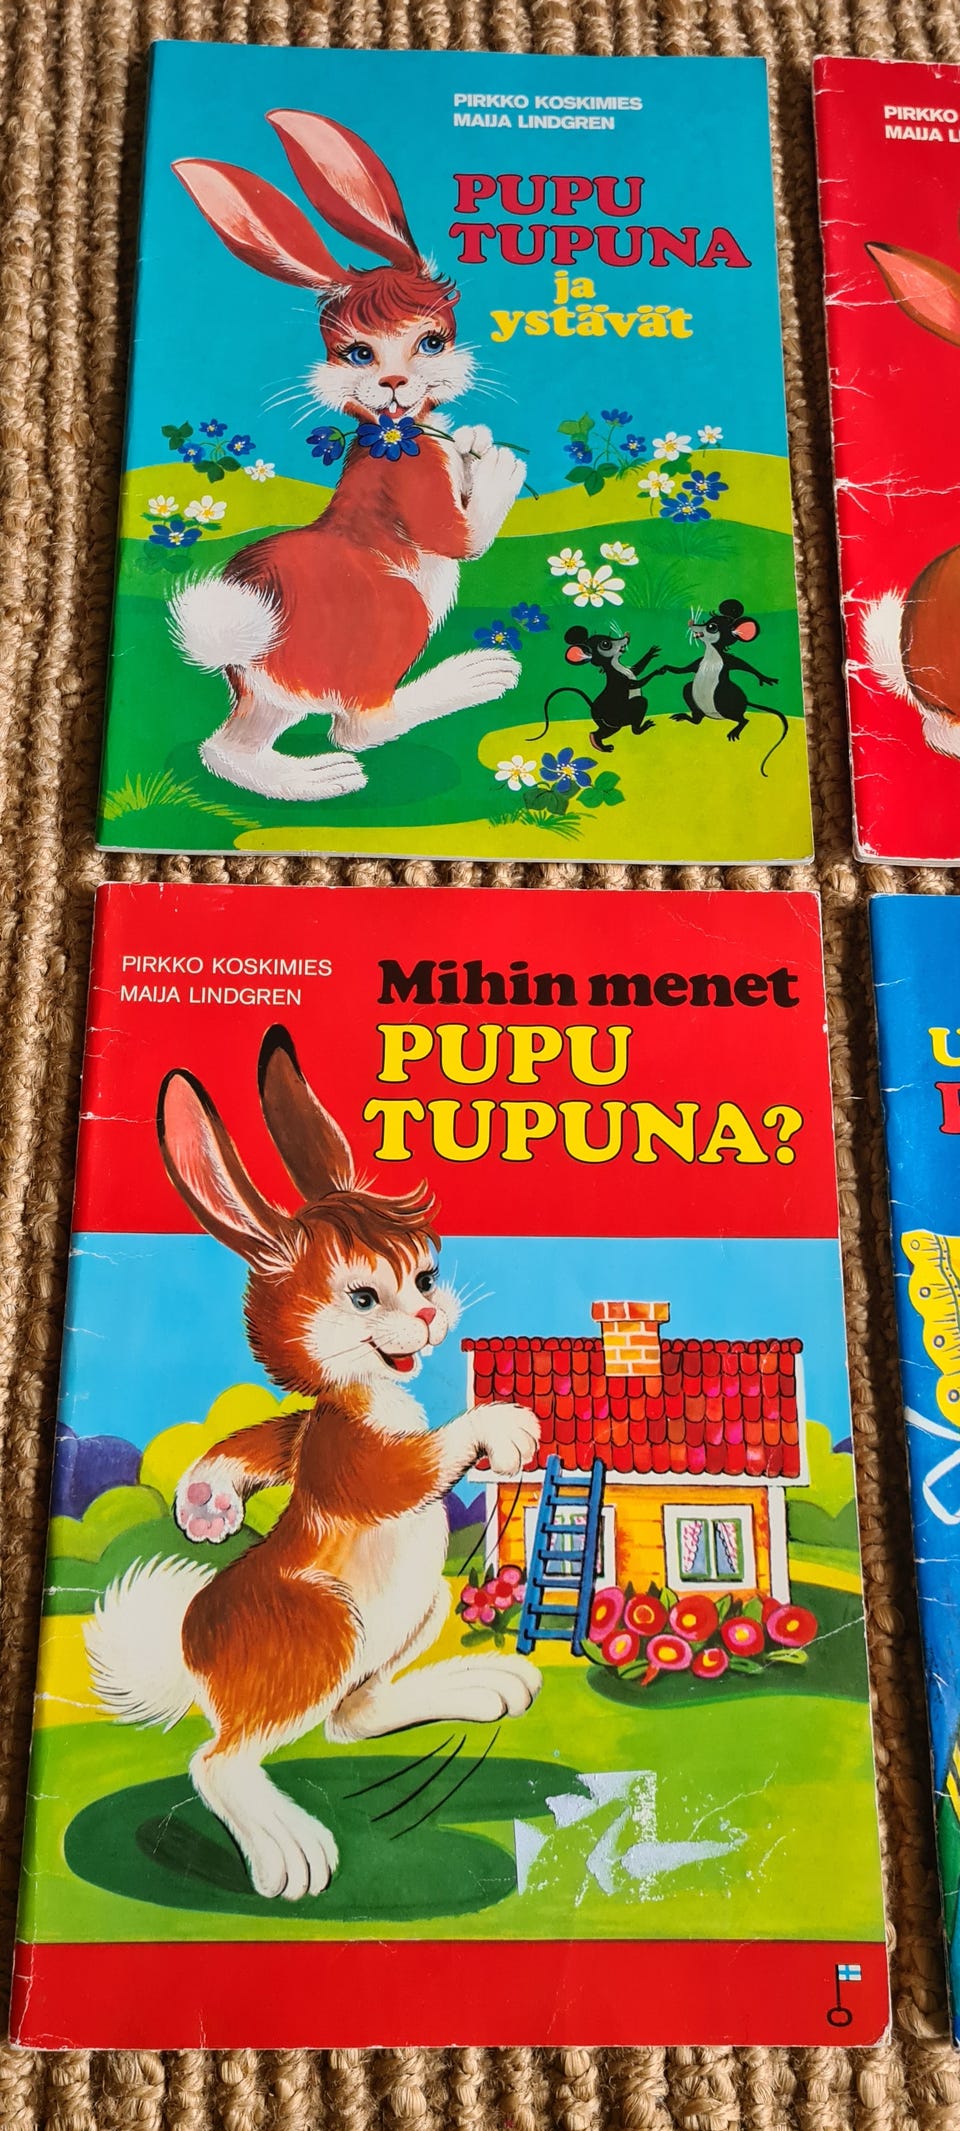 PIRKKO KOSKIMIES
MAIJA LINDGREN
PUPU
TUPUNA
ja
ystävät
PIRKKO
PIRKKO KOSKIMIES
MAIJA LINDGREN
Mihin menet
PUPU
TUPUNA?